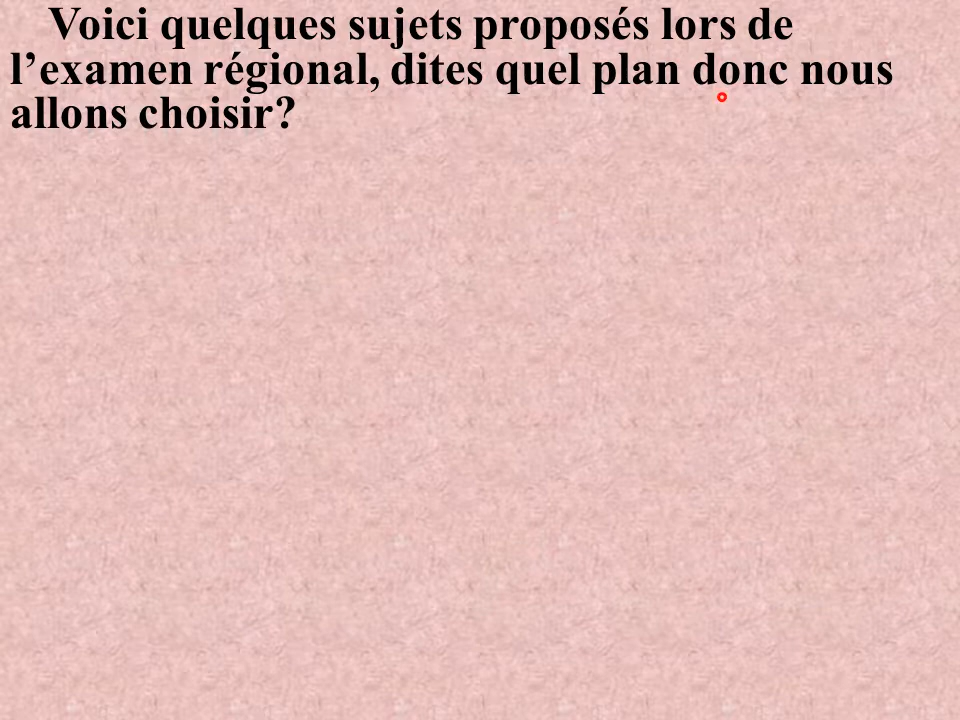 Voici quelques sujets proposés lors de
l’examen régional, dites quel plan donc nous
allons choisir?